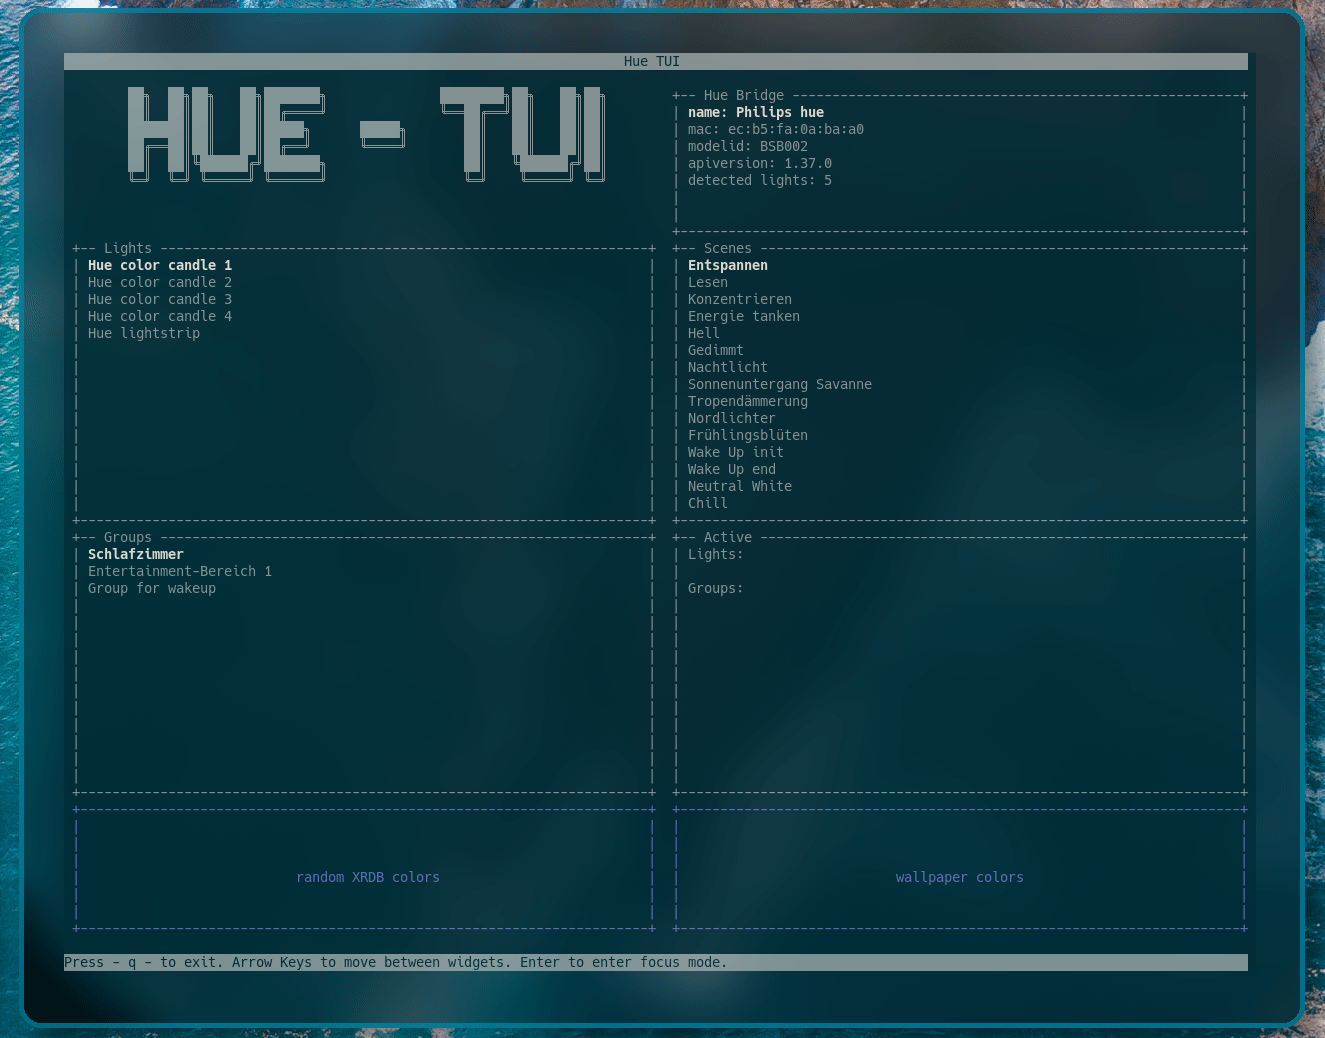 Hue TUI
HUE - TUI
Hue Bridge
name: Philips hue
mac: ec:b5:fa:0a:ba:a0
modelid: BSB002
apiversion: 1.37.0
detected lights: 5
Lights
Hue color candle 1
Hue color candle 2
Hue color candle 3
Hue color candle 4
Hue lightstrip
Scenes
Entspannen
Lesen
Konzentrieren
Energie tanken
Hell
Gedimmt
Nachtlicht
Sonnenuntergang Savanne
Tropendämmerung
Nordlichter
Frühlingsblüten
Wake Up init
Wake Up end
Neutral White
Chill
Groups
Schlafzimmer
Entertainment-Bereich 1
Group for wakeup
Active
Lights:
Groups:
random XRDB colors
wallpaper colors
Press - q - to exit. Arrow Keys to move between widgets. Enter to enter focus mode.